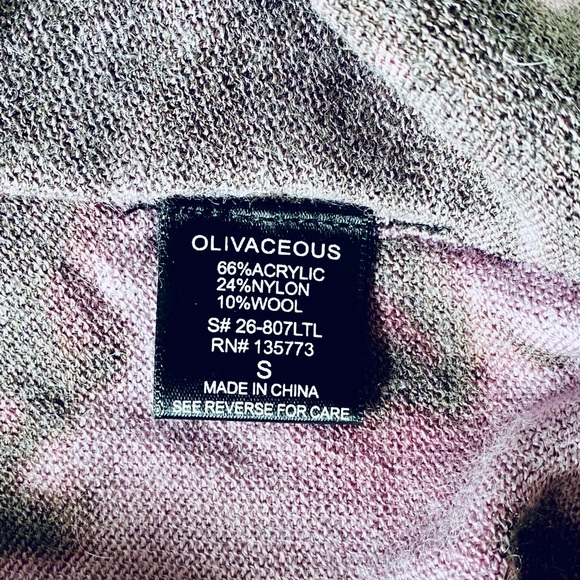 OLIVACEOUS
66%ACRYLIC
24%NYLON
10%WOOL
S# 26-807LTL
RN# 135773
S
MADE IN CHINA
SEE REVERSE FOR CARE